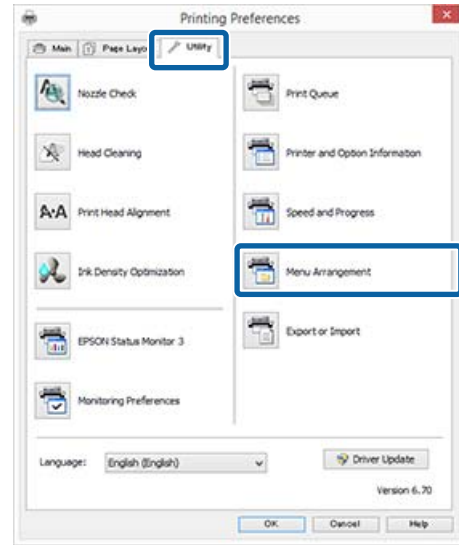 Printing Preferences
Main
Page Layo
Utility
Nozzle Check
Print Queue
Head Cleaning
Printer and Option Information
A·A
Print Head Alignment
Speed and Progress
Ink Density Optimization
Menu Arrangement
EPSON Status Monitor 3
Export or Import
Monitoring Preferences
Language:
English (English)
Driver Update
Version 6.70
OK
Cancel
Help